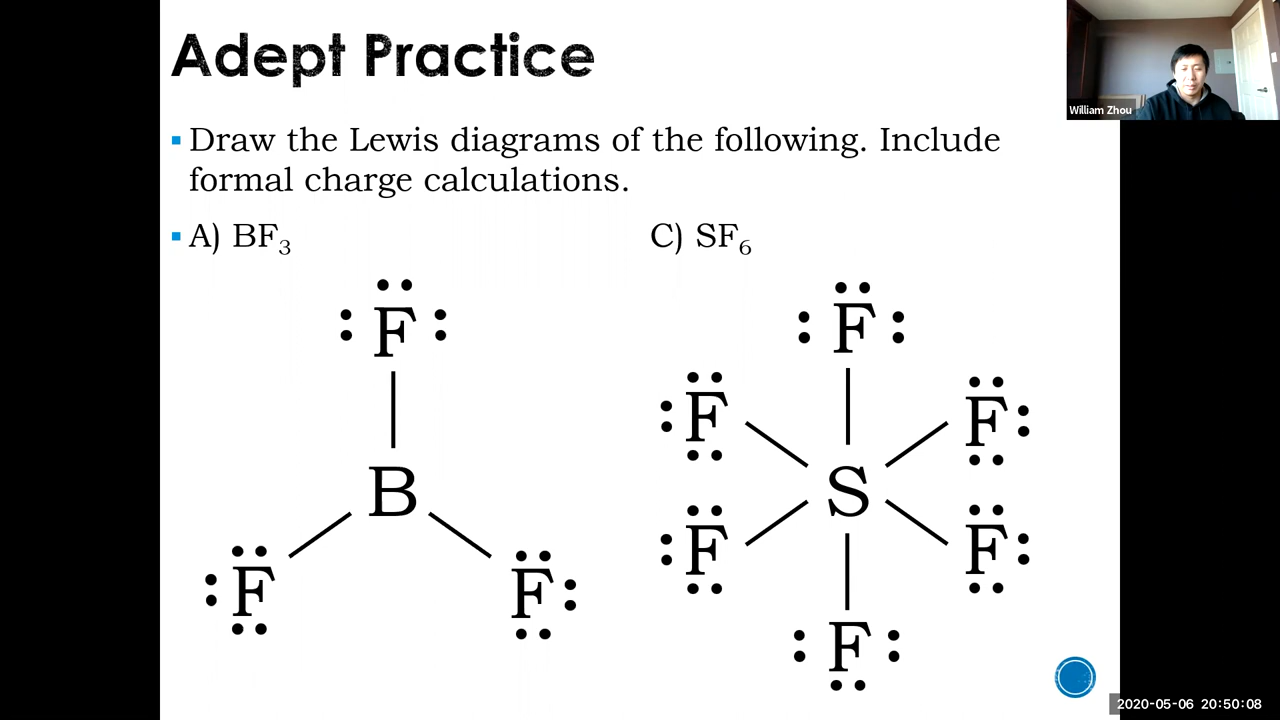 Adept Practice
William Zhou
Draw the Lewis diagrams of the following. Include
formal charge calculations.
A) BF₃
C) SF₆
F
B
F
F
F
F
F
S
F
F
F
2020-05-06 20:50:08